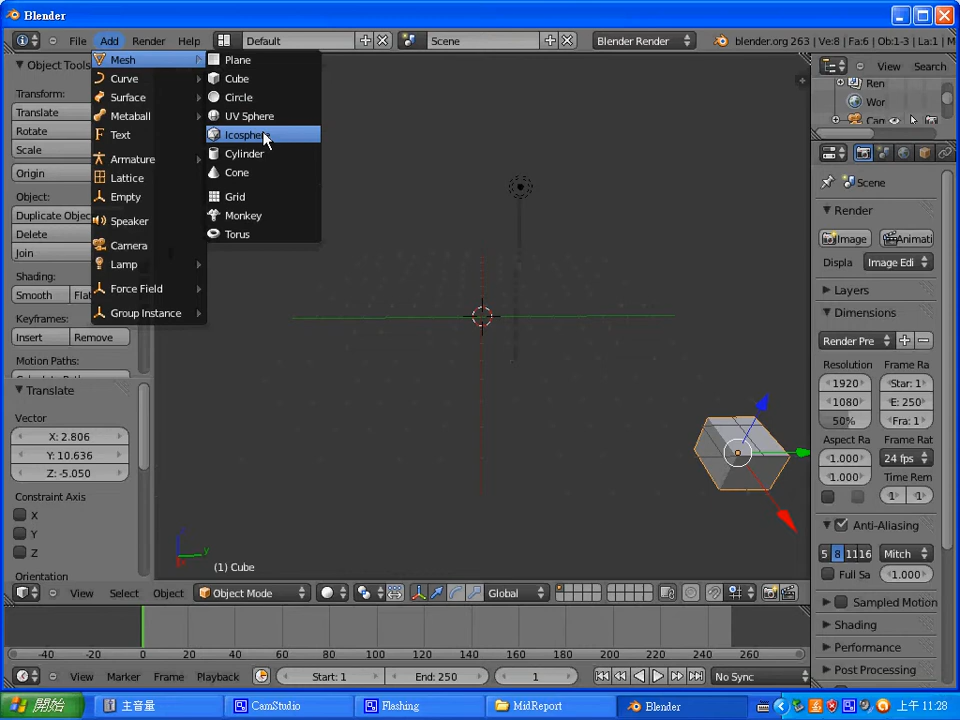 Blender
File Add Render Help Default Scene Blender Render blender.org 263 | Ve:8 | Fa:6 | Ob:1-3 | La:1 | M
Object Tools
Transform:
Translate
Rotate
Scale
Origin
Object:
Duplicate Objec
Delete
Join
Shading:
Smooth Flat
Keyframes:
Insert Remove
Motion Paths:
Mesh
Curve
Surface
Metaball
Text
Armature
Lattice
Empty
Speaker
Camera
Lamp
Force Field
Group Instance
Plane
Cube
Circle
UV Sphere
Icosphere
Cylinder
Cone
Grid
Monkey
Torus
Translate
Vector
X: 2.806
Y: 10.636
Z: -5.050
Constraint Axis
X
Y
Z
Orientation
(1) Cube
View Select Object Object Mode Global
-40 -20 0 20 40 60 80 100 120 140 160 180 200 220 240 260
View Marker Frame Playback Start: 1 End: 250 1 No Sync
View Search
Ren
Wor
Can
Scene
Render
Image Animati
Displa Image Edi
Layers
Dimensions
Render Pre
Resolution Frame Ra
1920 Star: 1
1080 E: 250
50% Fra: 1
Aspect Ra Frame Rat
1.000 24 fps
1.000 Time Rem
1 1
Anti-Aliasing
5 8 11 16 Mitch
Full Sa 1.000
Sampled Motion
Shading
Performance
Post Processing
開始 主音量 CamStudio Flashing MidReport Blender 上午 11:28